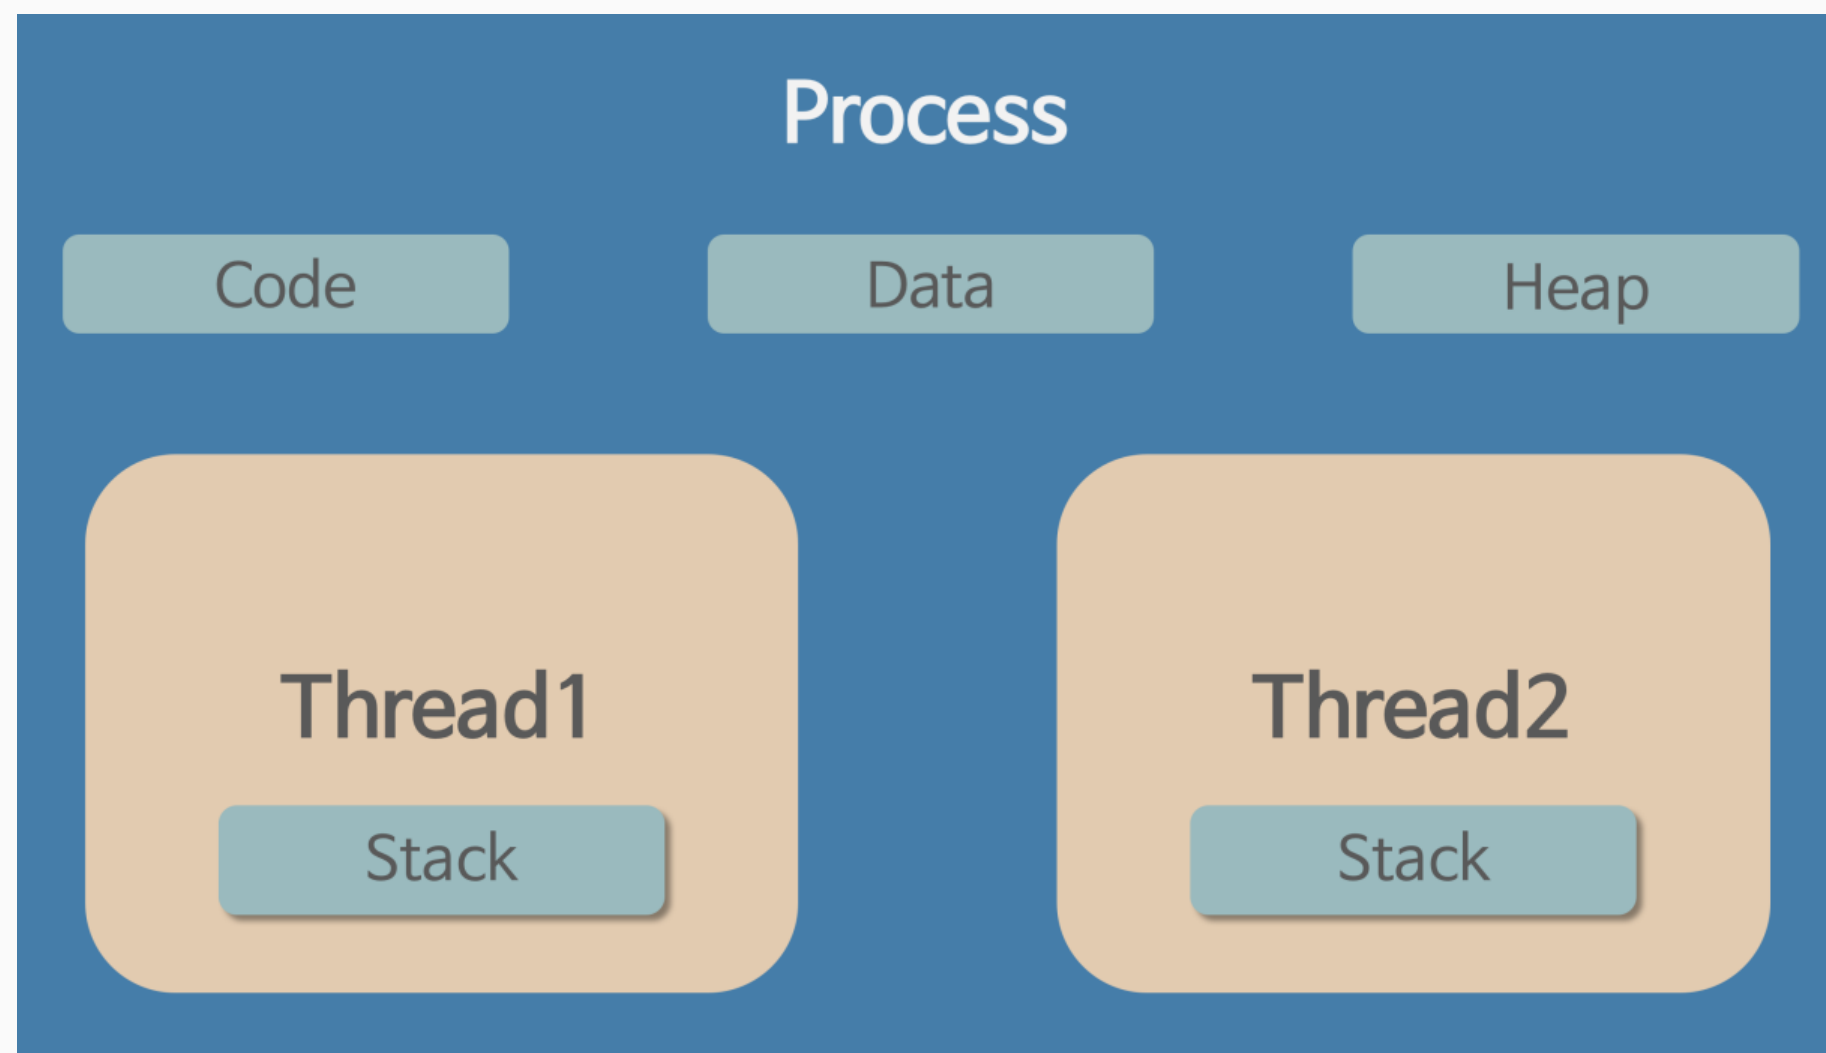 Process
Code
Data
Heap
Thread1
Thread2
Stack
Stack